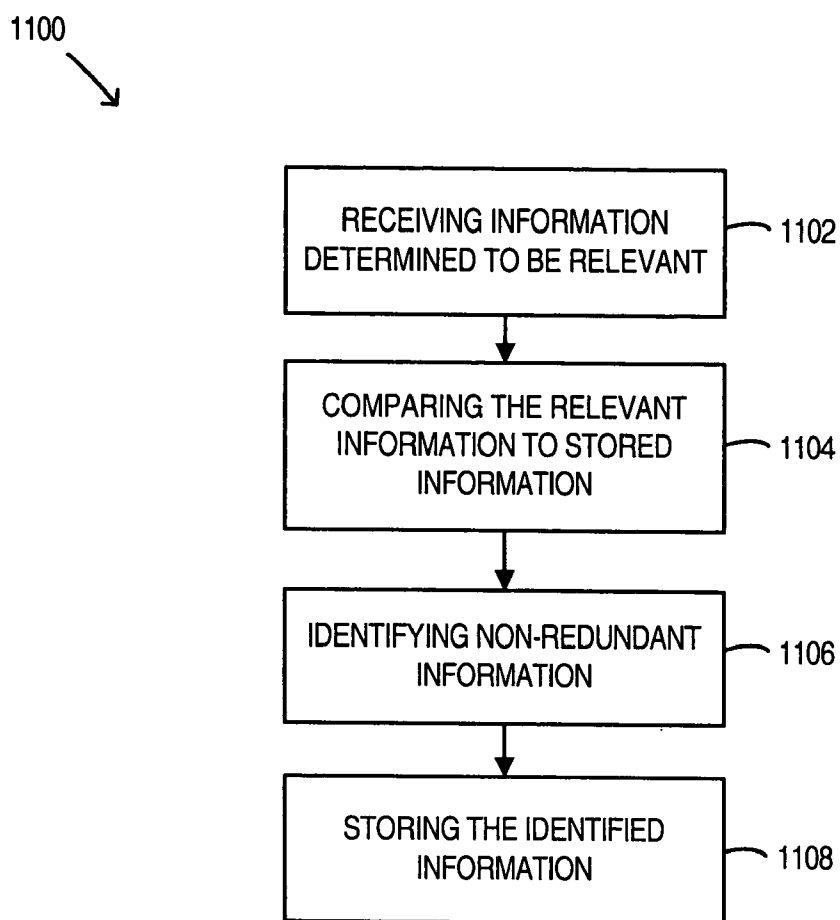 1100
RECEIVING INFORMATION
DETERMINED TO BE RELEVANT
1102
COMPARING THE RELEVANT
INFORMATION TO STORED
INFORMATION
1104
IDENTIFYING NON-REDUNDANT
INFORMATION
1106
STORING THE IDENTIFIED
INFORMATION
1108